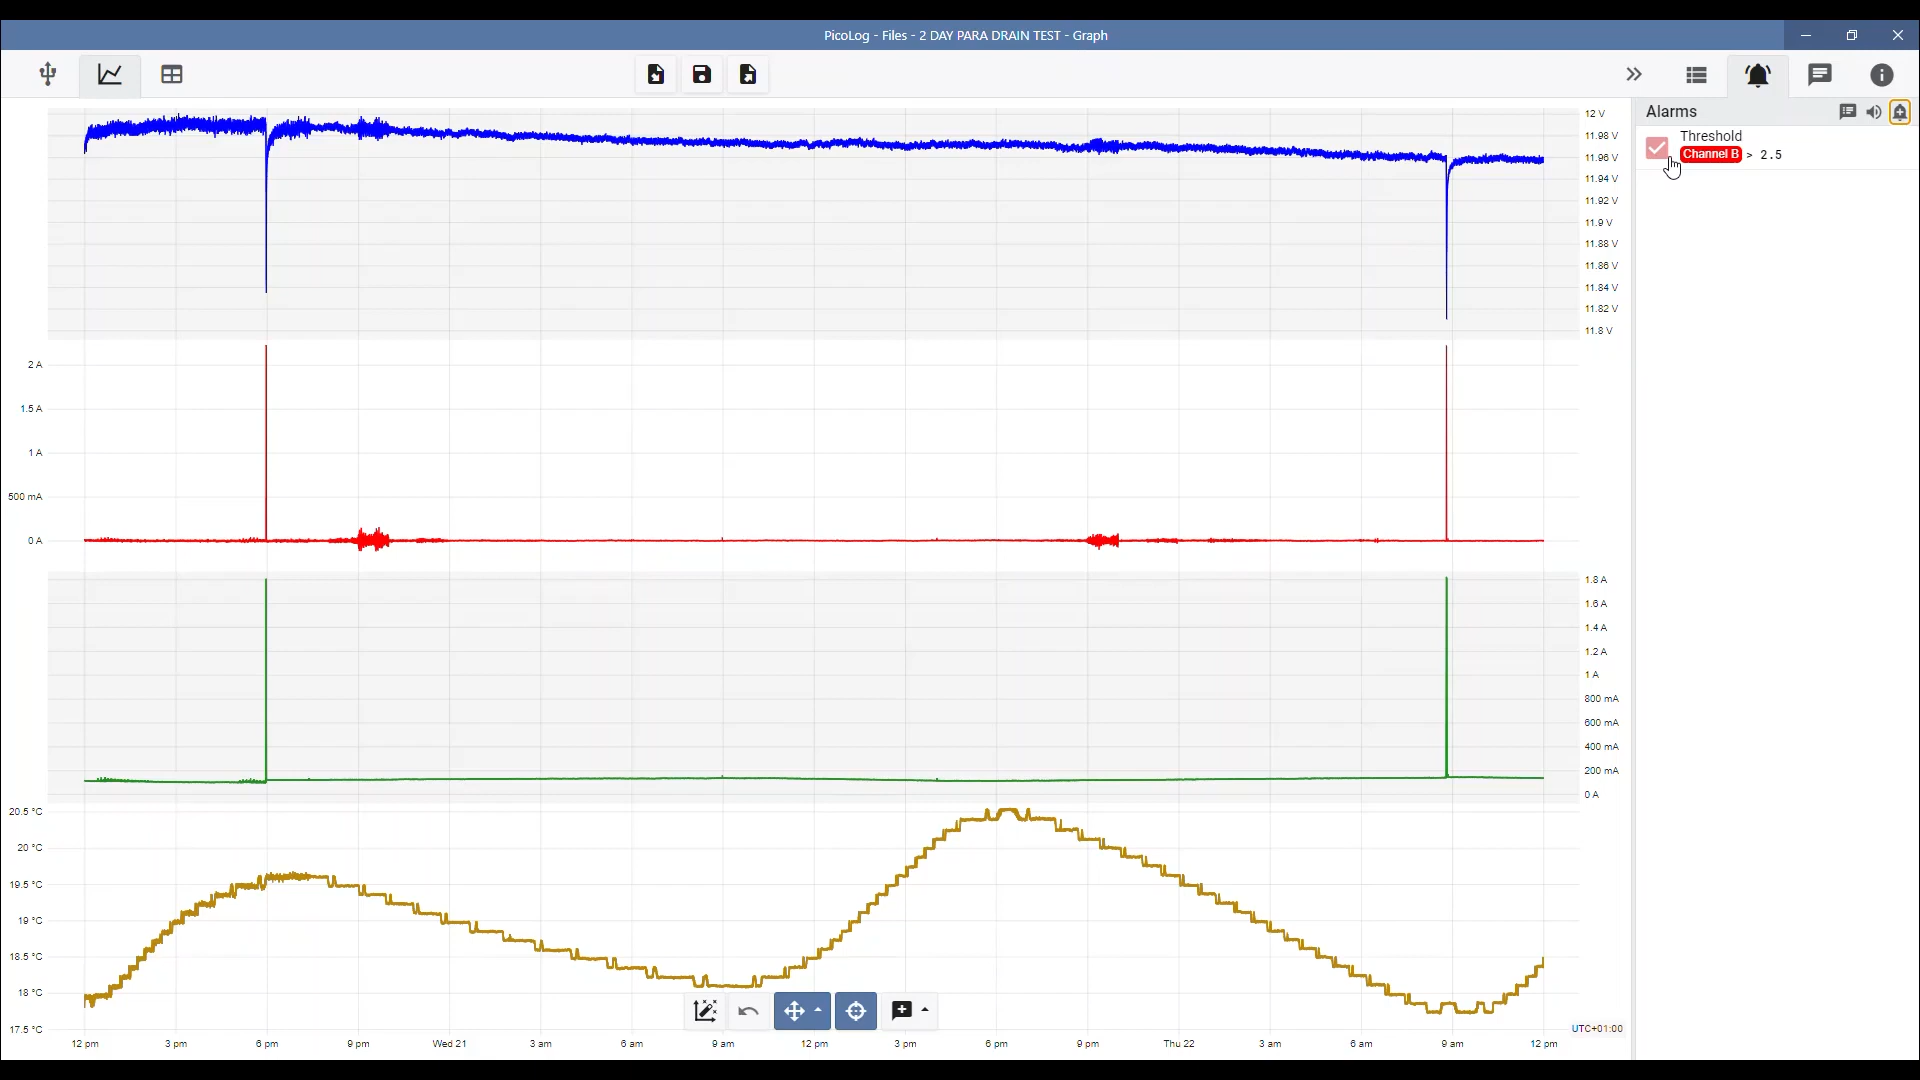 PicoLog - Files - 2 DAY PARA DRAIN TEST - Graph
Alarms
Threshold
Channel B > 2.5
12 V
11.98 V
11.96 V
11.94 V
11.92 V
11.9 V
11.88 V
11.86 V
11.84 V
11.82 V
11.8 V
2 A
1.5 A
1 A
500 mA
0 A
1.8 A
1.6 A
1.4 A
1.2 A
1 A
800 mA
600 mA
400 mA
200 mA
0 A
20.5 °C
20 °C
19.5 °C
19 °C
18.5 °C
18 °C
17.5 °C
UTC+01:00
12 pm 3 pm 6 pm 9 pm Wed 21 3 am 6 am 9 am 12 pm 3 pm 6 pm 9 pm Thu 22 3 am 6 am 9 am 12 pm